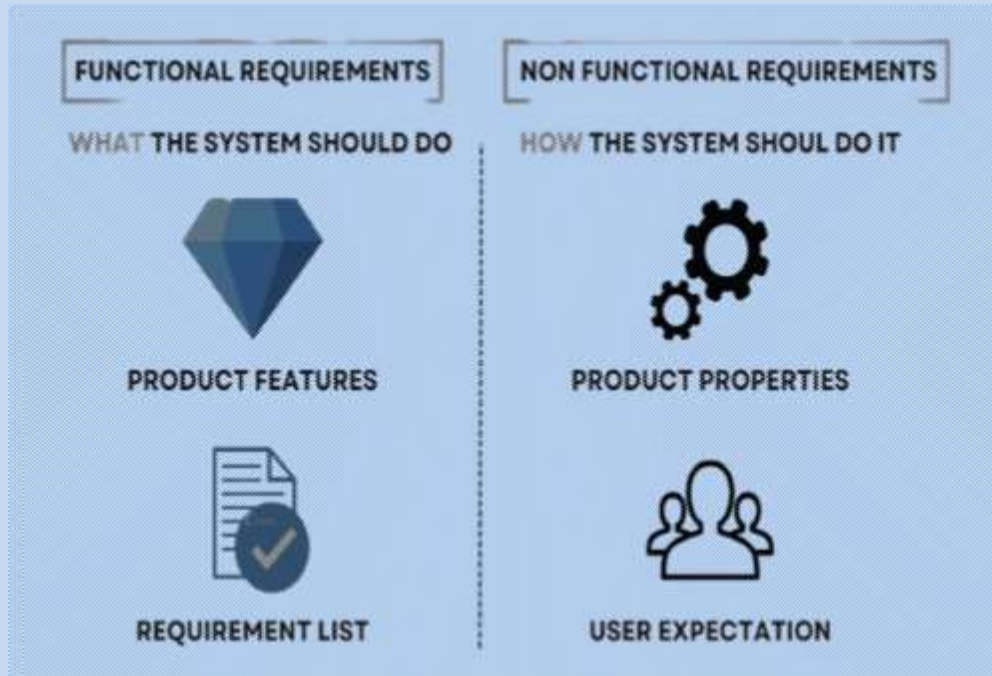 FUNCTIONAL REQUIREMENTS
WHAT THE SYSTEM SHOULD DO
PRODUCT FEATURES
REQUIREMENT LIST
NON FUNCTIONAL REQUIREMENTS
HOW THE SYSTEM SHOUL DO IT
PRODUCT PROPERTIES
USER EXPECTATION